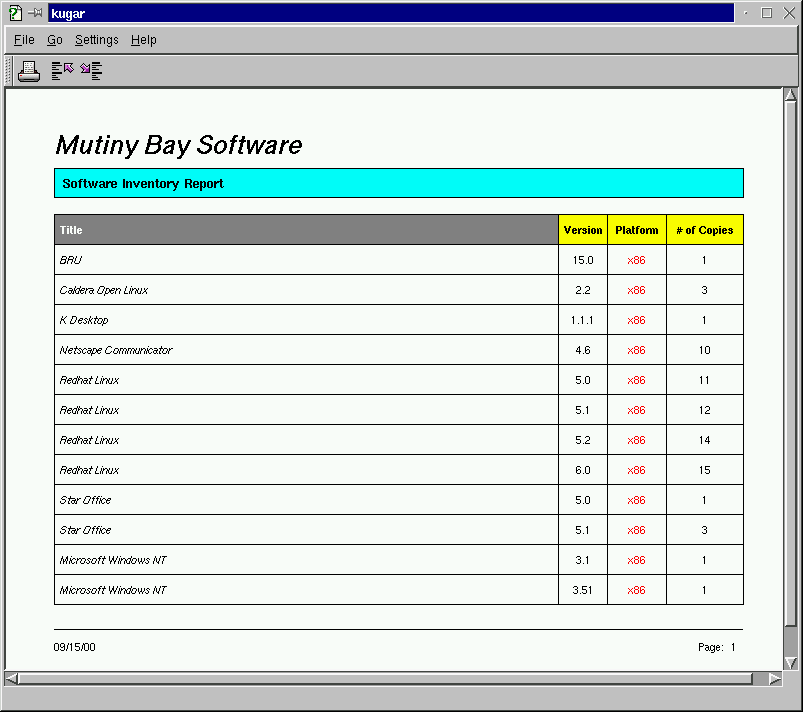 kugar
File Go Settings Help
Mutiny Bay Software
Software Inventory Report
Title Version Platform # of Copies
BRU 15.0 x86 1
Caldera Open Linux 2.2 x86 3
K Desktop 1.1.1 x86 1
Netscape Communicator 4.6 x86 10
Redhat Linux 5.0 x86 11
Redhat Linux 5.1 x86 12
Redhat Linux 5.2 x86 14
Redhat Linux 6.0 x86 15
Star Office 5.0 x86 1
Star Office 5.1 x86 3
Microsoft Windows NT 3.1 x86 1
Microsoft Windows NT 3.51 x86 1
09/15/00 Page: 1